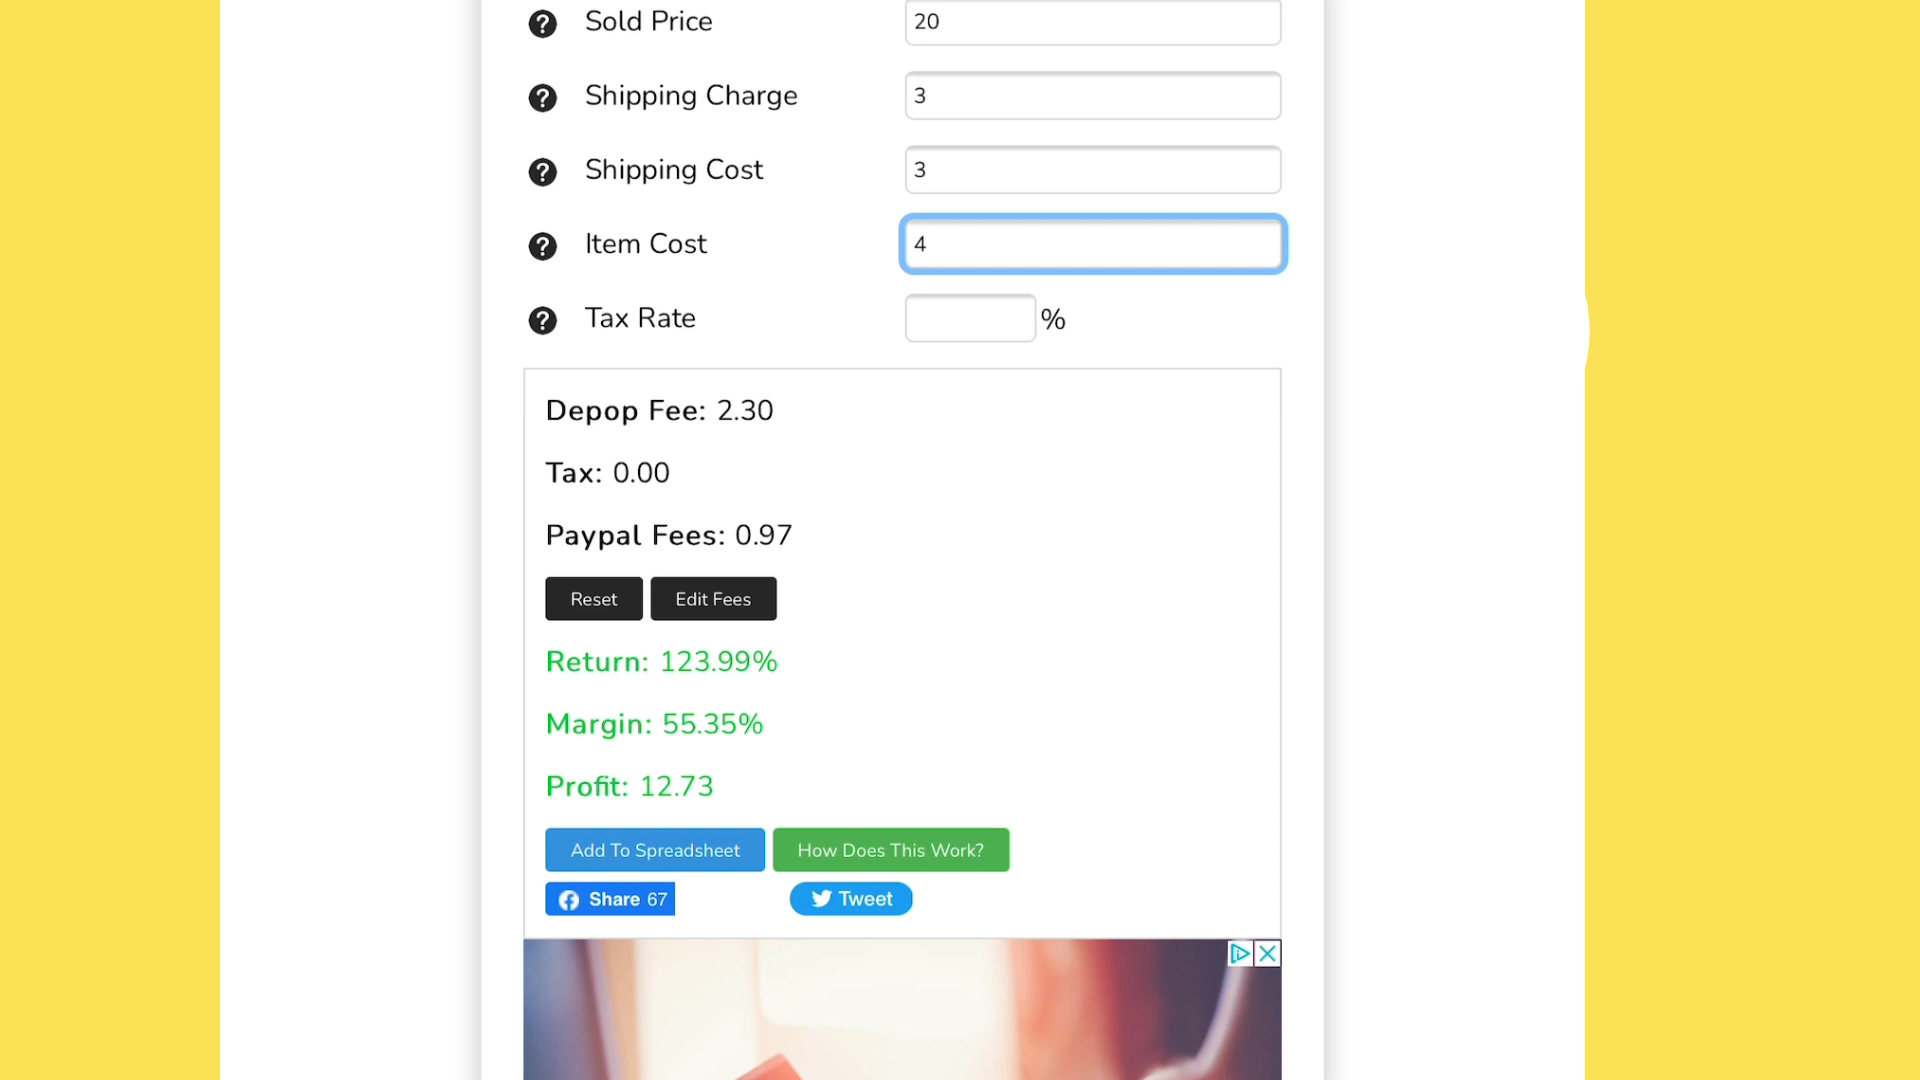 Sold Price 20
Shipping Charge 3
Shipping Cost 3
Item Cost 4
Tax Rate %
Depop Fee: 2.30
Tax: 0.00
Paypal Fees: 0.97
Reset Edit Fees
Return: 123.99%
Margin: 55.35%
Profit: 12.73
Add To Spreadsheet How Does This Work?
Share 67 Tweet